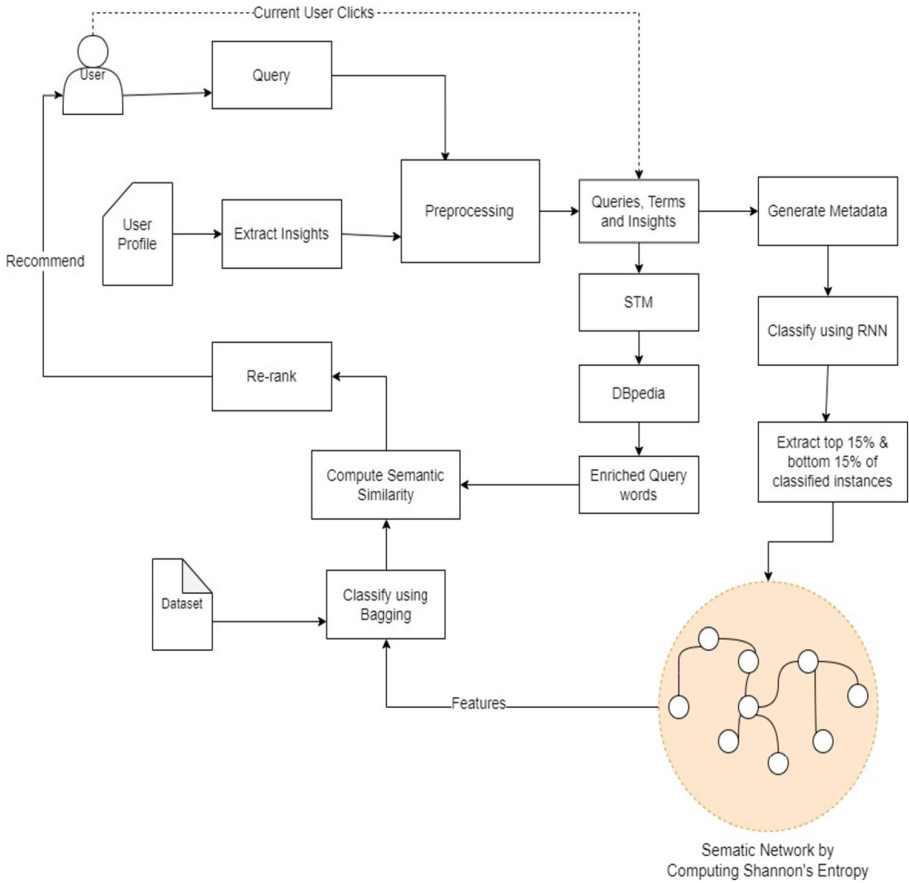 Current User Clicks
User
Query
User
Profile
Extract Insights
Preprocessing
Queries, Terms
and Insights
Generate Metadata
Recommend
STM
Classify using RNN
Re-rank
DBpedia
Extract top 15% &
bottom 15% of
classified instances
Compute Semantic
Similarity
Enriched Query
words
Dataset
Classify using
Bagging
Features
Sematic Network by
Computing Shannon's Entropy